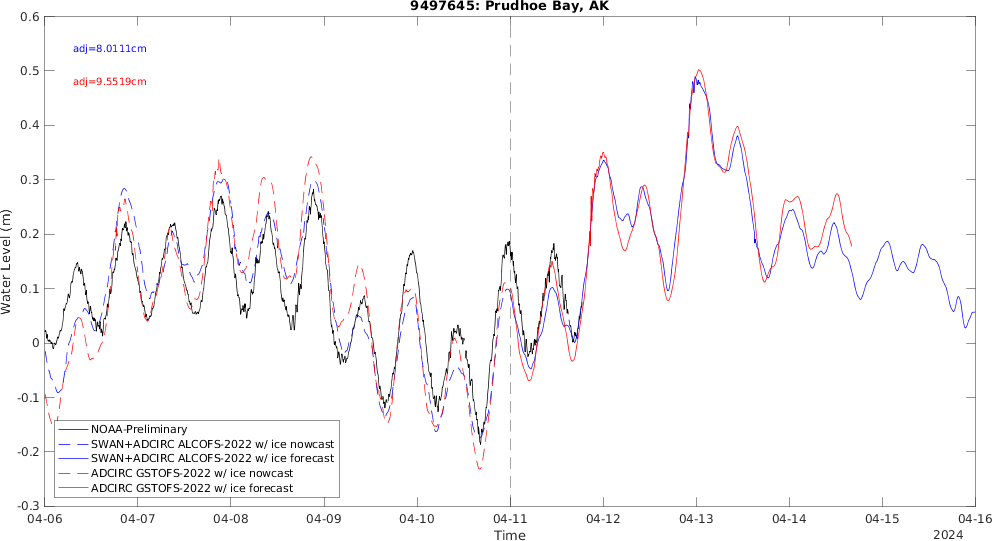 9497645: Prudhoe Bay, AK
adj=8.0111cm
adj=9.5519cm
Water Level (m)
0.6
0.5
0.4
0.3
0.2
0.1
0
-0.1
-0.2
-0.3
NOAA-Preliminary
SWAN+ADCIRC ALCOFS-2022 w/ ice nowcast
SWAN+ADCIRC ALCOFS-2022 w/ ice forecast
ADCIRC GSTOFS-2022 w/ ice nowcast
ADCIRC GSTOFS-2022 w/ ice forecast
04-06 04-07 04-08 04-09 04-10 04-11 04-12 04-13 04-14 04-15 04-16
Time
2024